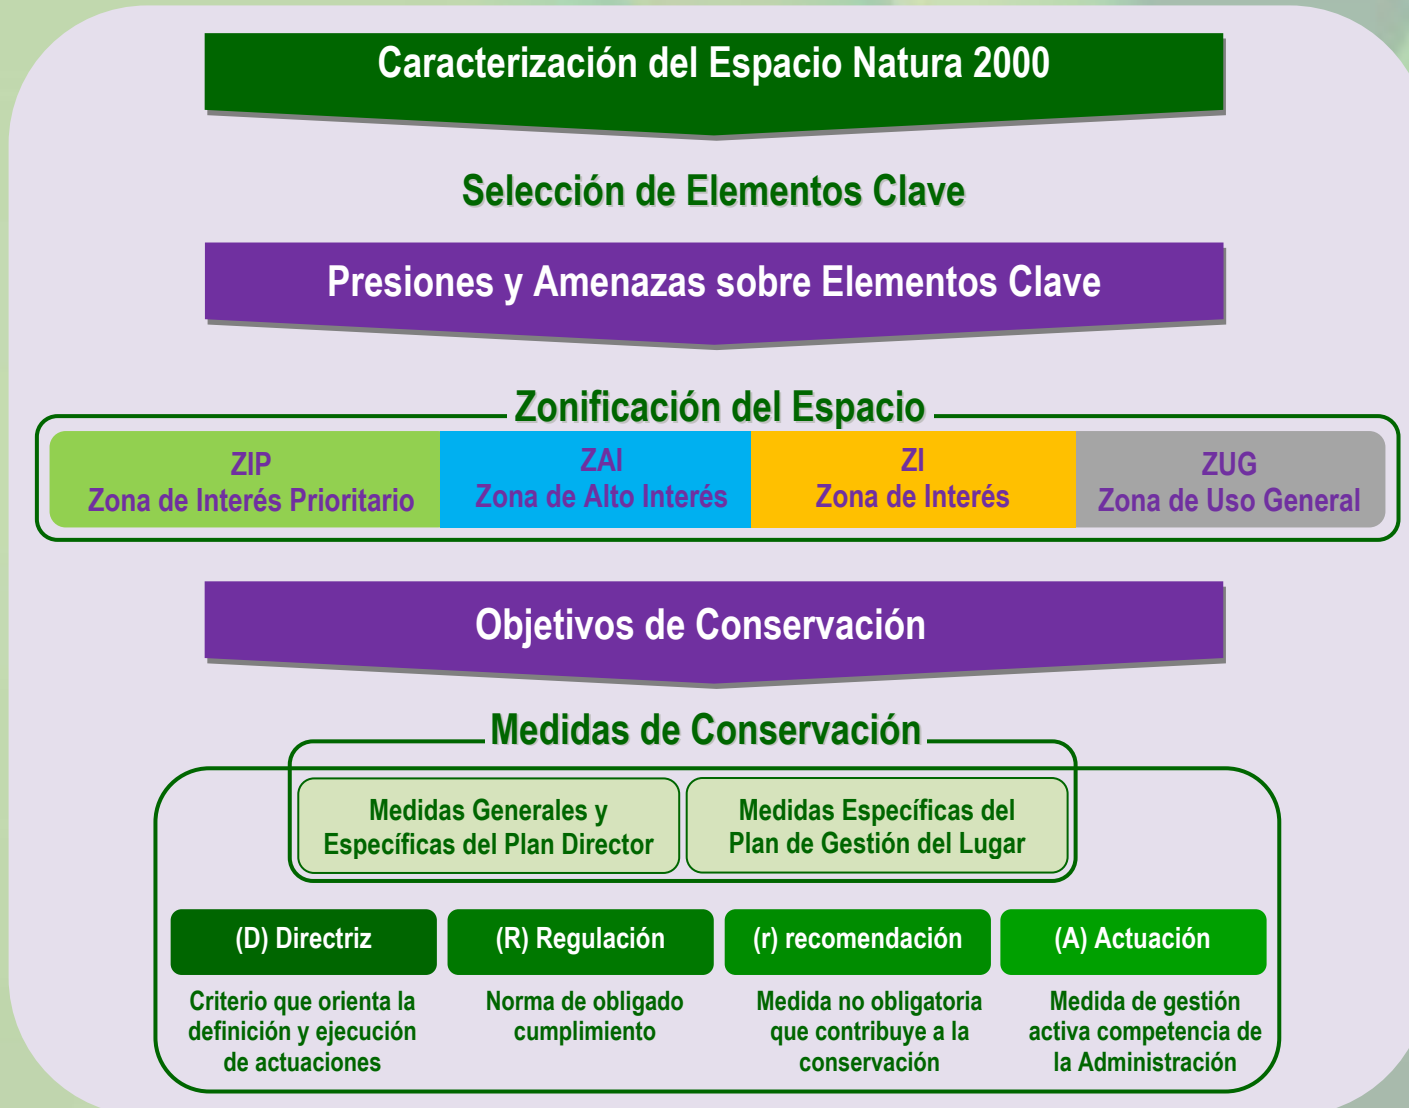 Caracterización del Espacio Natura 2000
Selección de Elementos Clave
Presiones y Amenazas sobre Elementos Clave
Zonificación del Espacio
ZIP
Zona de Interés Prioritario
ZAI
Zona de Alto Interés
ZI
Zona de Interés
ZUG
Zona de Uso General
Objetivos de Conservación
Medidas de Conservación
Medidas Generales y
Específicas del Plan Director
Medidas Específicas del
Plan de Gestión del Lugar
(D) Directriz
Criterio que orienta la
definición y ejecución
de actuaciones
(R) Regulación
Norma de obligado
cumplimiento
(r) recomendación
Medida no obligatoria
que contribuye a la
conservación
(A) Actuación
Medida de gestión
activa competencia de
la Administración